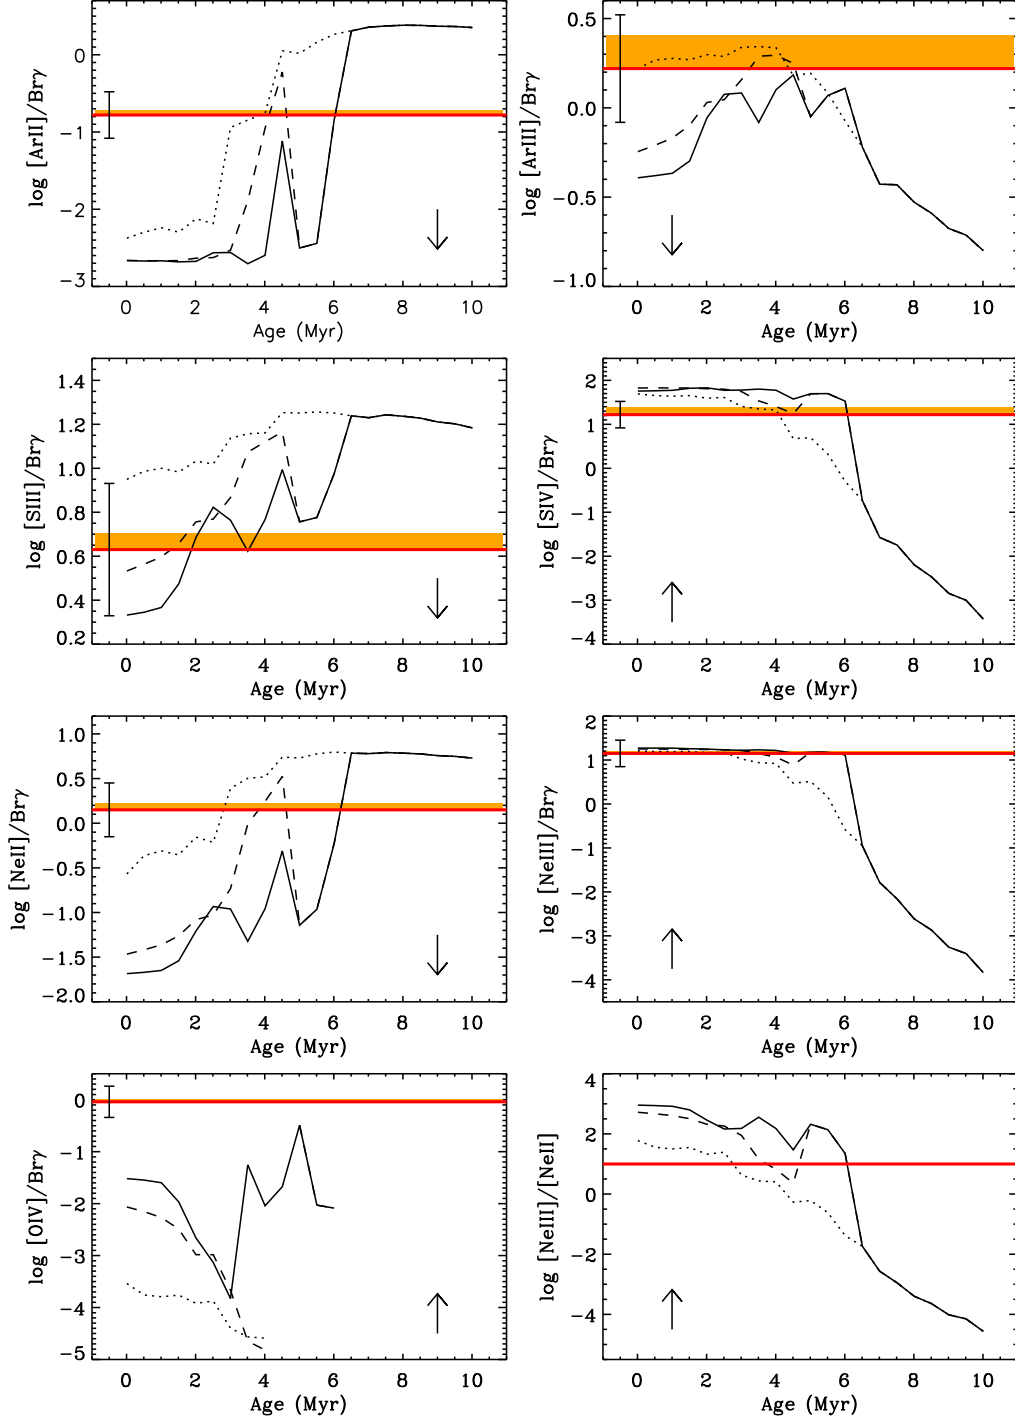 log [ArII]/Brγ
0
−1
−2
−3
0 2 4 6 8 10
Age (Myr)
log [ArIII]/Brγ
0.5
0.0
−0.5
−1.0
0 2 4 6 8 10
Age (Myr)
log [SIII]/Brγ
1.4
1.2
1.0
0.8
0.6
0.4
0.2
0 2 4 6 8 10
Age (Myr)
log [SIV]/Brγ
2
1
0
−1
−2
−3
−4
0 2 4 6 8 10
Age (Myr)
log [NeII]/Brγ
1.0
0.5
0.0
−0.5
−1.0
−1.5
−2.0
0 2 4 6 8 10
Age (Myr)
log [NeIII]/Brγ
2
1
0
−1
−2
−3
−4
0 2 4 6 8 10
Age (Myr)
log [OIV]/Brγ
0
−1
−2
−3
−4
−5
0 2 4 6 8 10
Age (Myr)
log [NeIII]/[NeII]
4
2
0
−2
−4
0 2 4 6 8 10
Age (Myr)